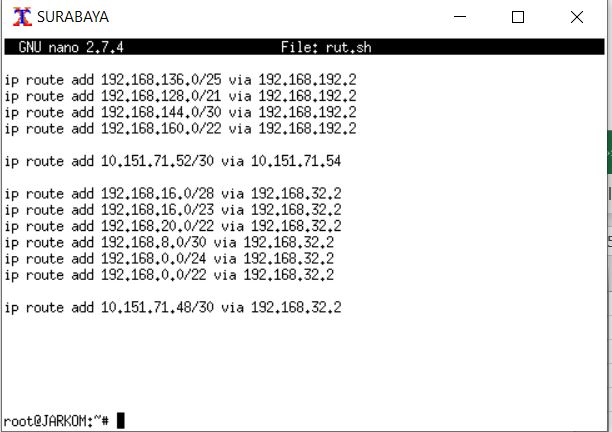 SURABAYA
GNU nano 2.7.4 File: rut.sh
ip route add 192.168.136.0/25 via 192.168.192.2
ip route add 192.168.128.0/21 via 192.168.192.2
ip route add 192.168.144.0/30 via 192.168.192.2
ip route add 192.168.160.0/22 via 192.168.192.2
ip route add 10.151.71.52/30 via 10.151.71.54
ip route add 192.168.16.0/28 via 192.168.32.2
ip route add 192.168.16.0/23 via 192.168.32.2
ip route add 192.168.20.0/22 via 192.168.32.2
ip route add 192.168.8.0/30 via 192.168.32.2
ip route add 192.168.0.0/24 via 192.168.32.2
ip route add 192.168.0.0/22 via 192.168.32.2
ip route add 10.151.71.48/30 via 192.168.32.2
root@JARKOM:~#